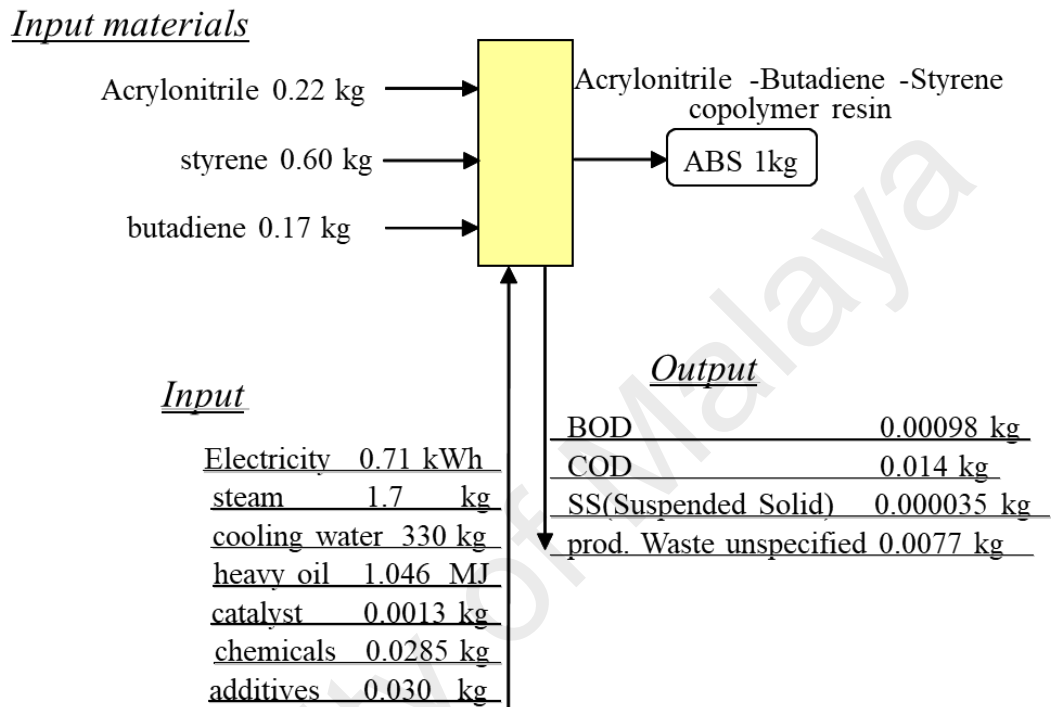 Input materials
Acrylonitrile 0.22 kg
styrene 0.60 kg
butadiene 0.17 kg
Acrylonitrile -Butadiene -Styrene
copolymer resin
ABS 1kg
Input
Electricity 0.71 kWh
steam 1.7 kg
cooling water 330 kg
heavy oil 1.046 MJ
catalyst 0.0013 kg
chemicals 0.0285 kg
additives 0.030 kg
Output
BOD 0.00098 kg
COD 0.014 kg
SS(Suspended Solid) 0.000035 kg
prod. Waste unspecified 0.0077 kg
of Malaya